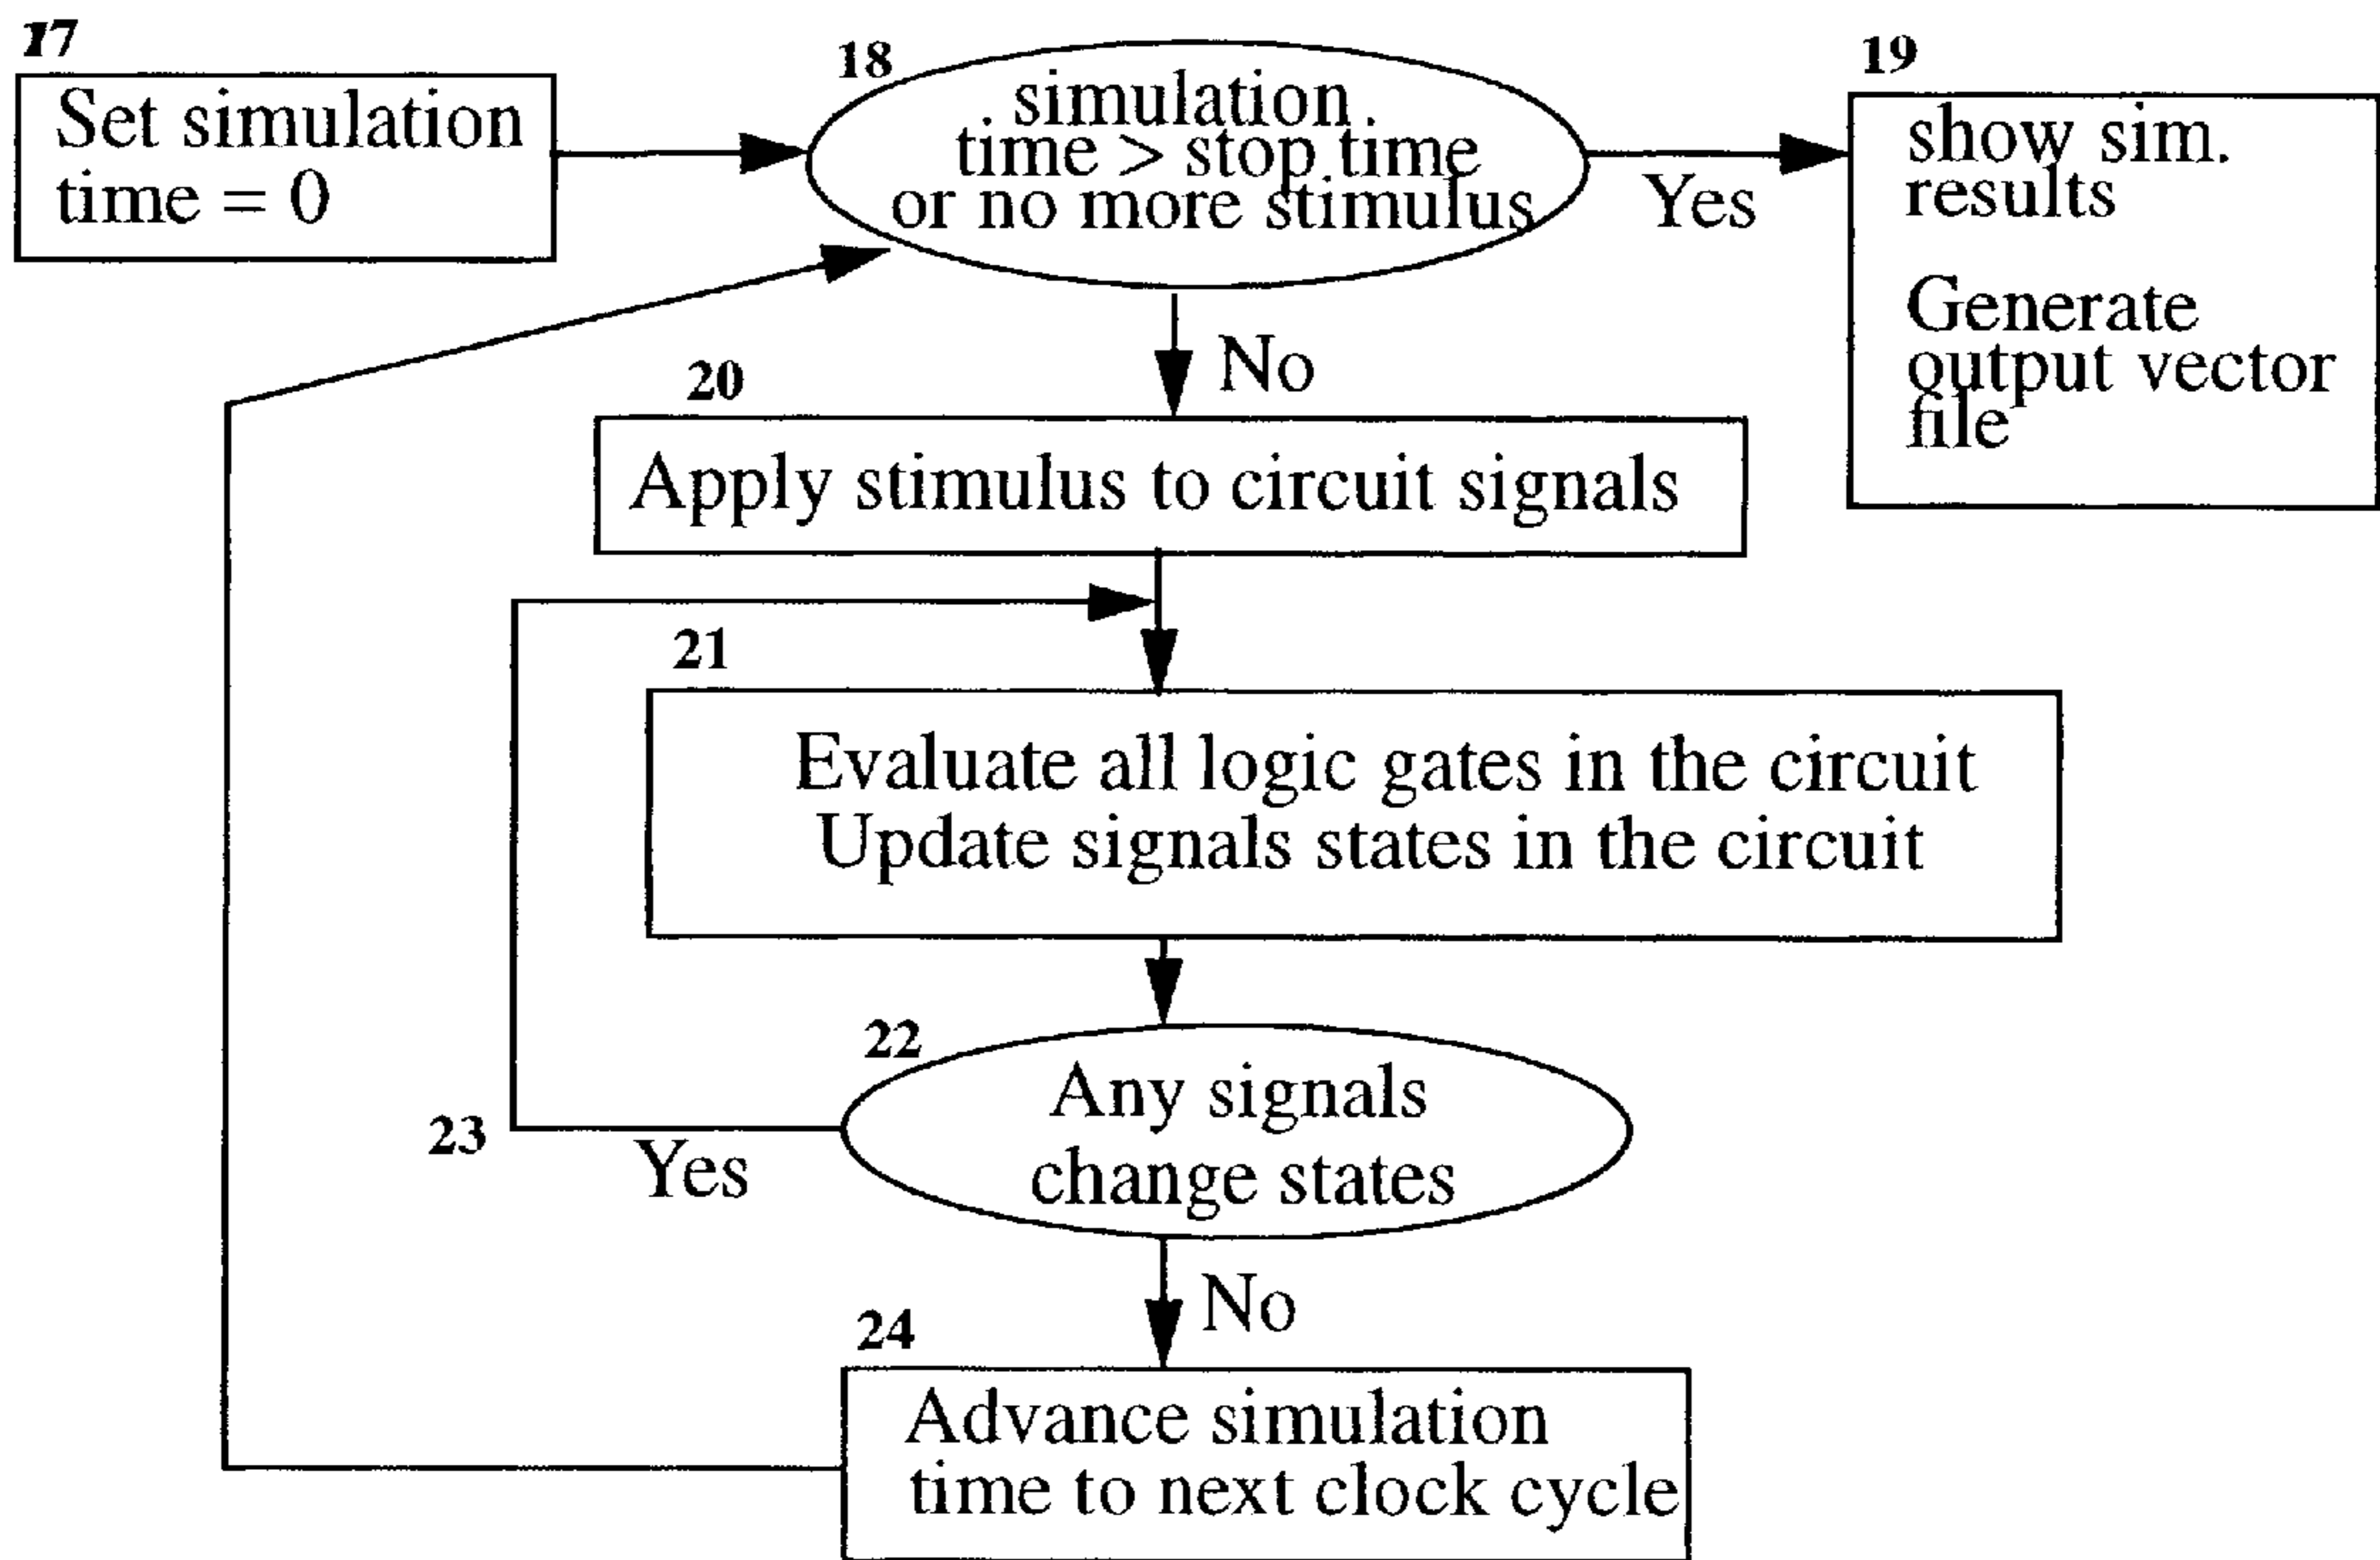 17
Set simulation
time = 0
18
simulation
time > stop time
or no more stimulus
Yes
19
show sim.
results
Generate
output vector
file
No
20
Apply stimulus to circuit signals
21
Evaluate all logic gates in the circuit
Update signals states in the circuit
22
Any signals
change states
23
Yes
No
24
Advance simulation
time to next clock cycle